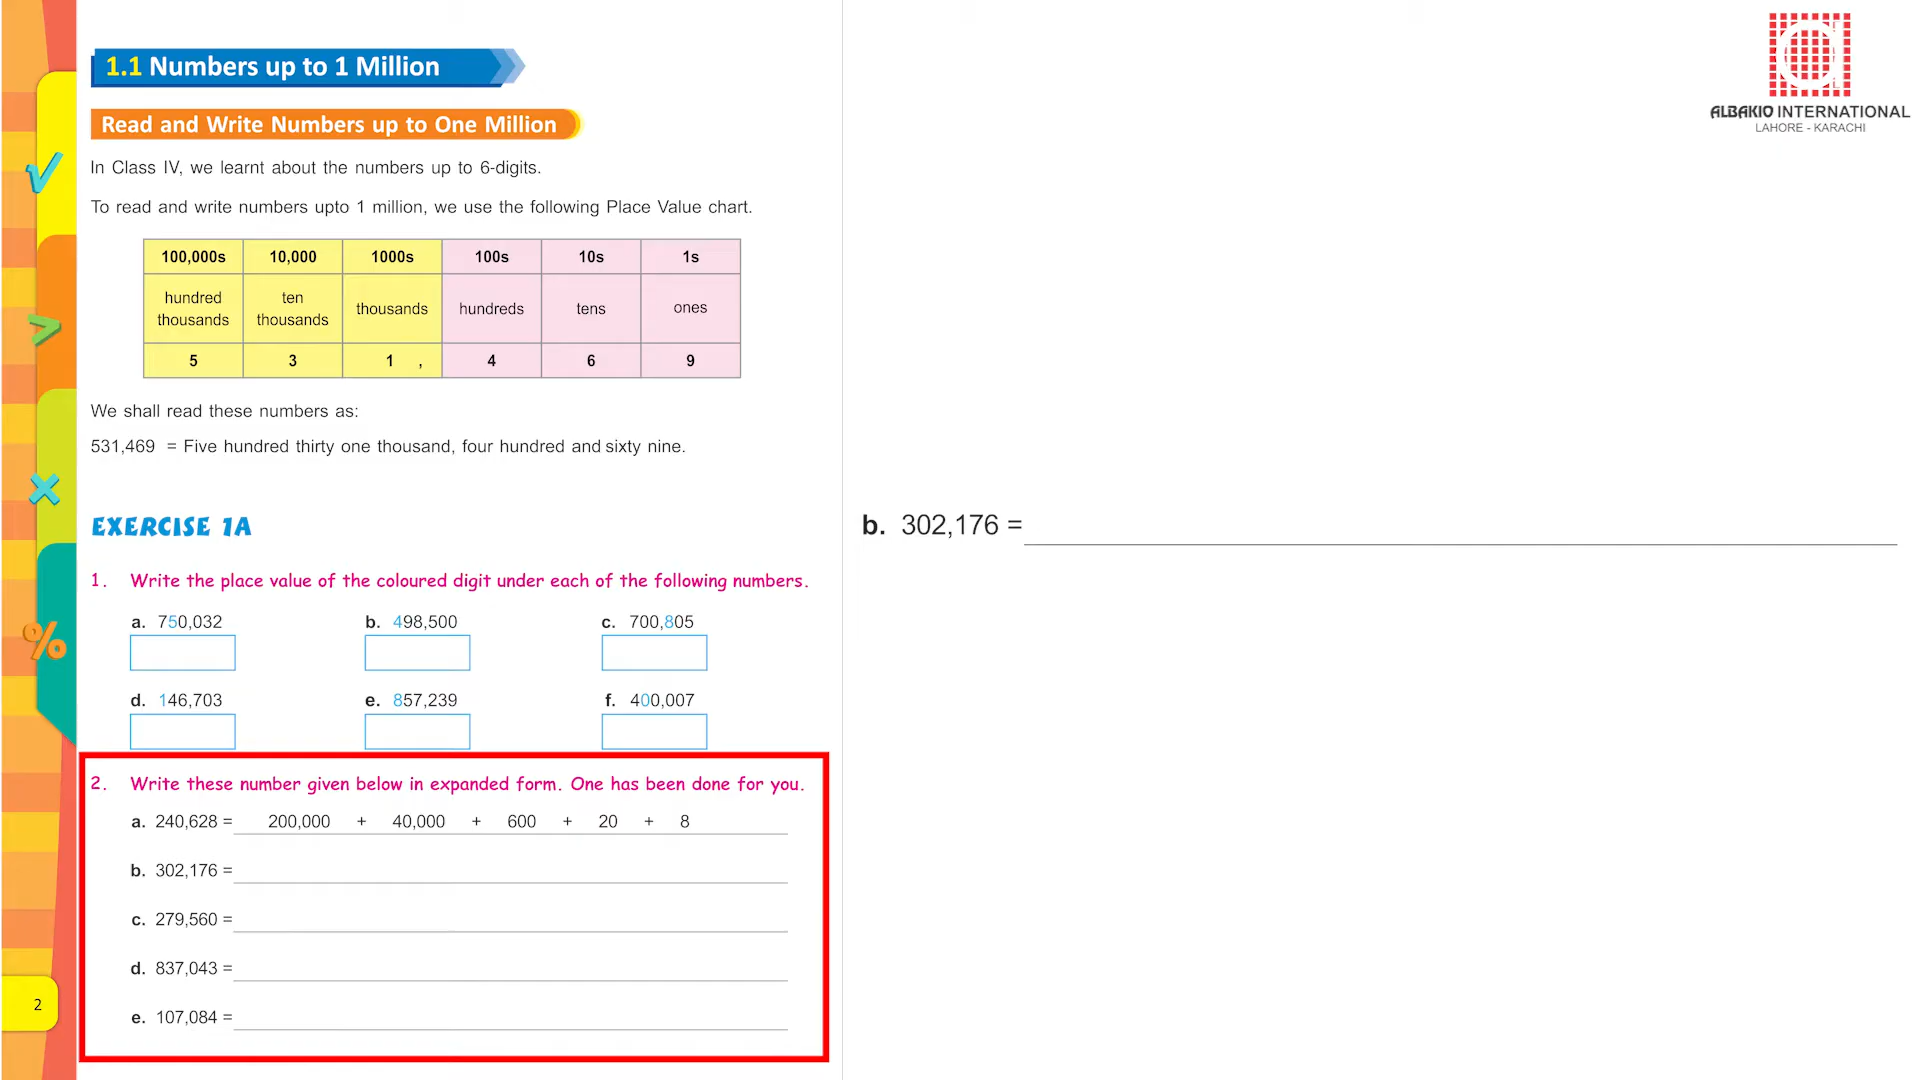 1.1 Numbers up to 1 Million
Read and Write Numbers up to One Million
In Class IV, we learnt about the numbers up to 6-digits.
To read and write numbers upto 1 million, we use the following Place Value chart.
100,000s 10,000 1000s 100s 10s 1s
hundred thousands ten thousands thousands hundreds tens ones
5 3 1 , 4 6 9
We shall read these numbers as:
531,469 = Five hundred thirty one thousand, four hundred and sixty nine.
EXERCISE 1A
1. Write the place value of the coloured digit under each of the following numbers.
a. 750,032 b. 498,500 c. 700,805
d. 146,703 e. 857,239 f. 400,007
2. Write these number given below in expanded form. One has been done for you.
a. 240,628 = 200,000 + 40,000 + 600 + 20 + 8
b. 302,176 =
c. 279,560 =
d. 837,043 =
e. 107,084 =
2
ALBAKIO INTERNATIONAL
LAHORE - KARACHI
b. 302,176 =